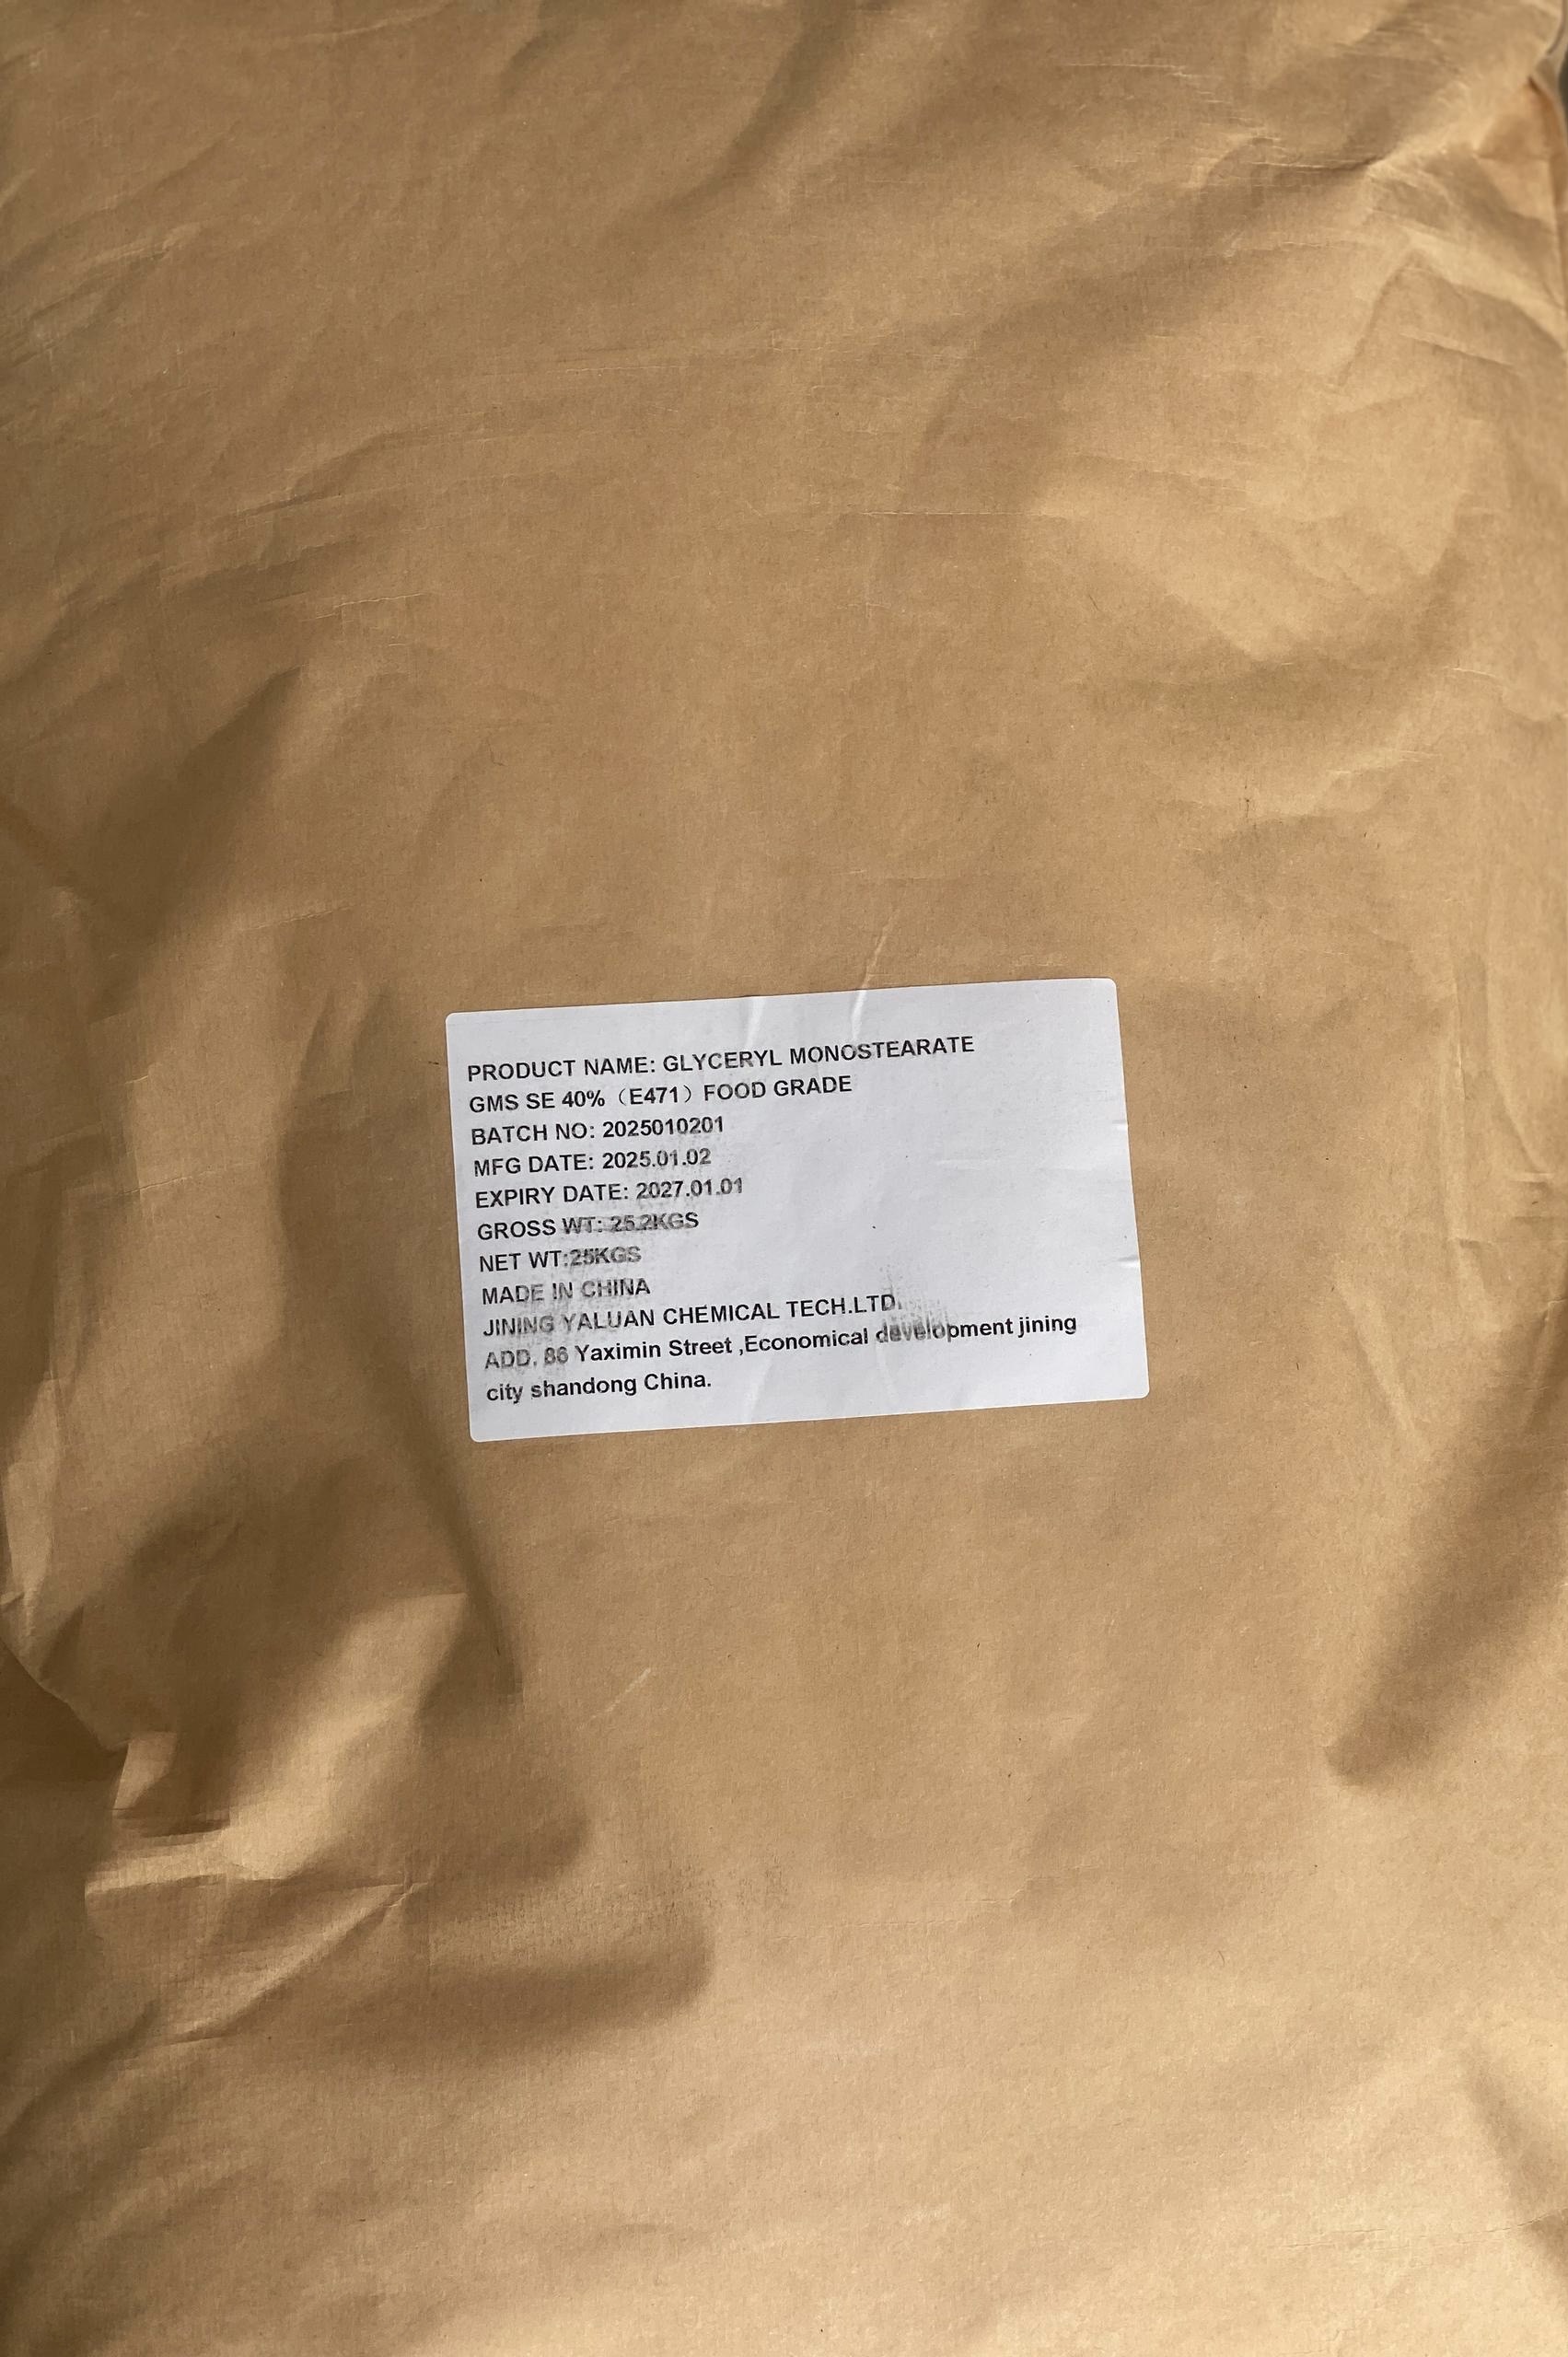 PRODUCT NAME: GLYCERYL MONOSTEARATE
GMS SE 40%（E471）FOOD GRADE
BATCH NO: 2025010201
MFG DATE: 2025.01.02
EXPIRY DATE: 2027.01.01
GROSS WT: 25.2KGS
NET WT:25KGS
MADE IN CHINA
JINING YALUAN CHEMICAL TECH.LTD.
ADD. 86 Yaximin Street ,Economical development jining
city shandong China.